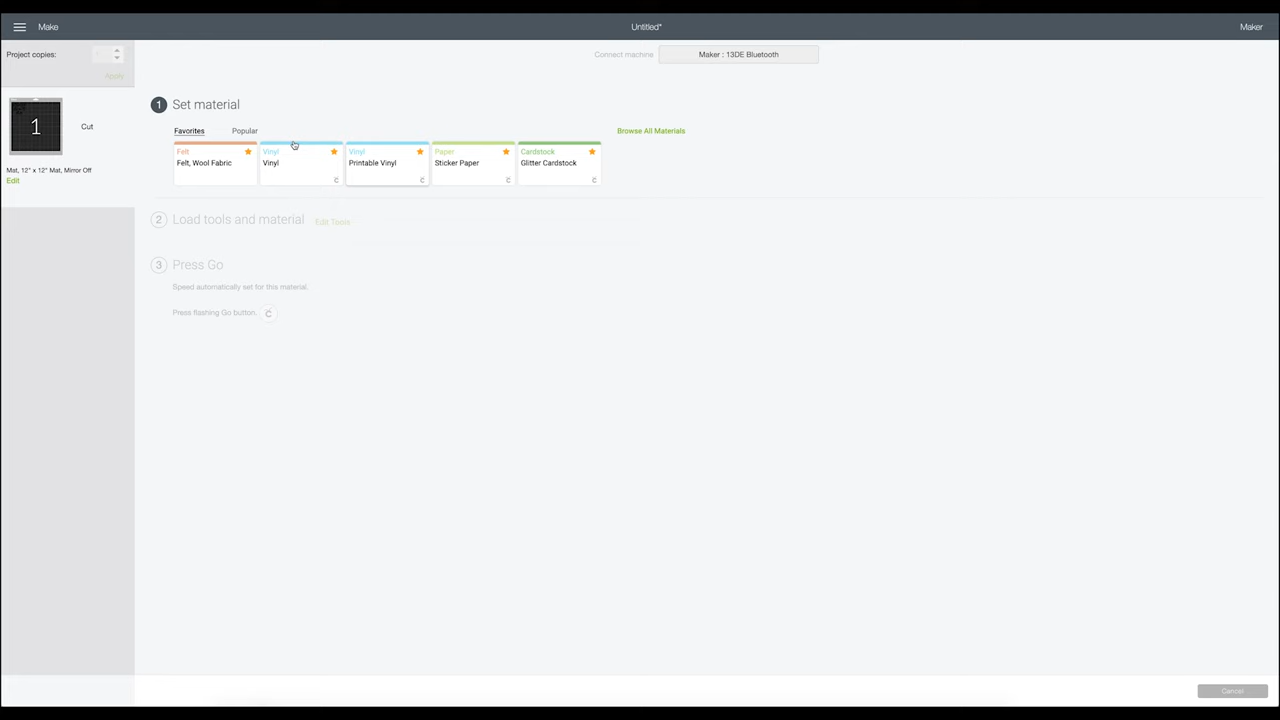 Make
Untitled*
Maker
Project copies:
Apply
Connect machine
Maker : 13DE Bluetooth
1
Cut
Mat, 12" x 12" Mat, Mirror Off
Edit
1 Set material
Favorites
Popular
Browse All Materials
Felt
Felt, Wool Fabric
Vinyl
Vinyl
Vinyl
Printable Vinyl
Paper
Sticker Paper
Cardstock
Glitter Cardstock
2 Load tools and material
Edit Tools
3 Press Go
Speed automatically set for this material.
Press flashing Go button.
Cancel